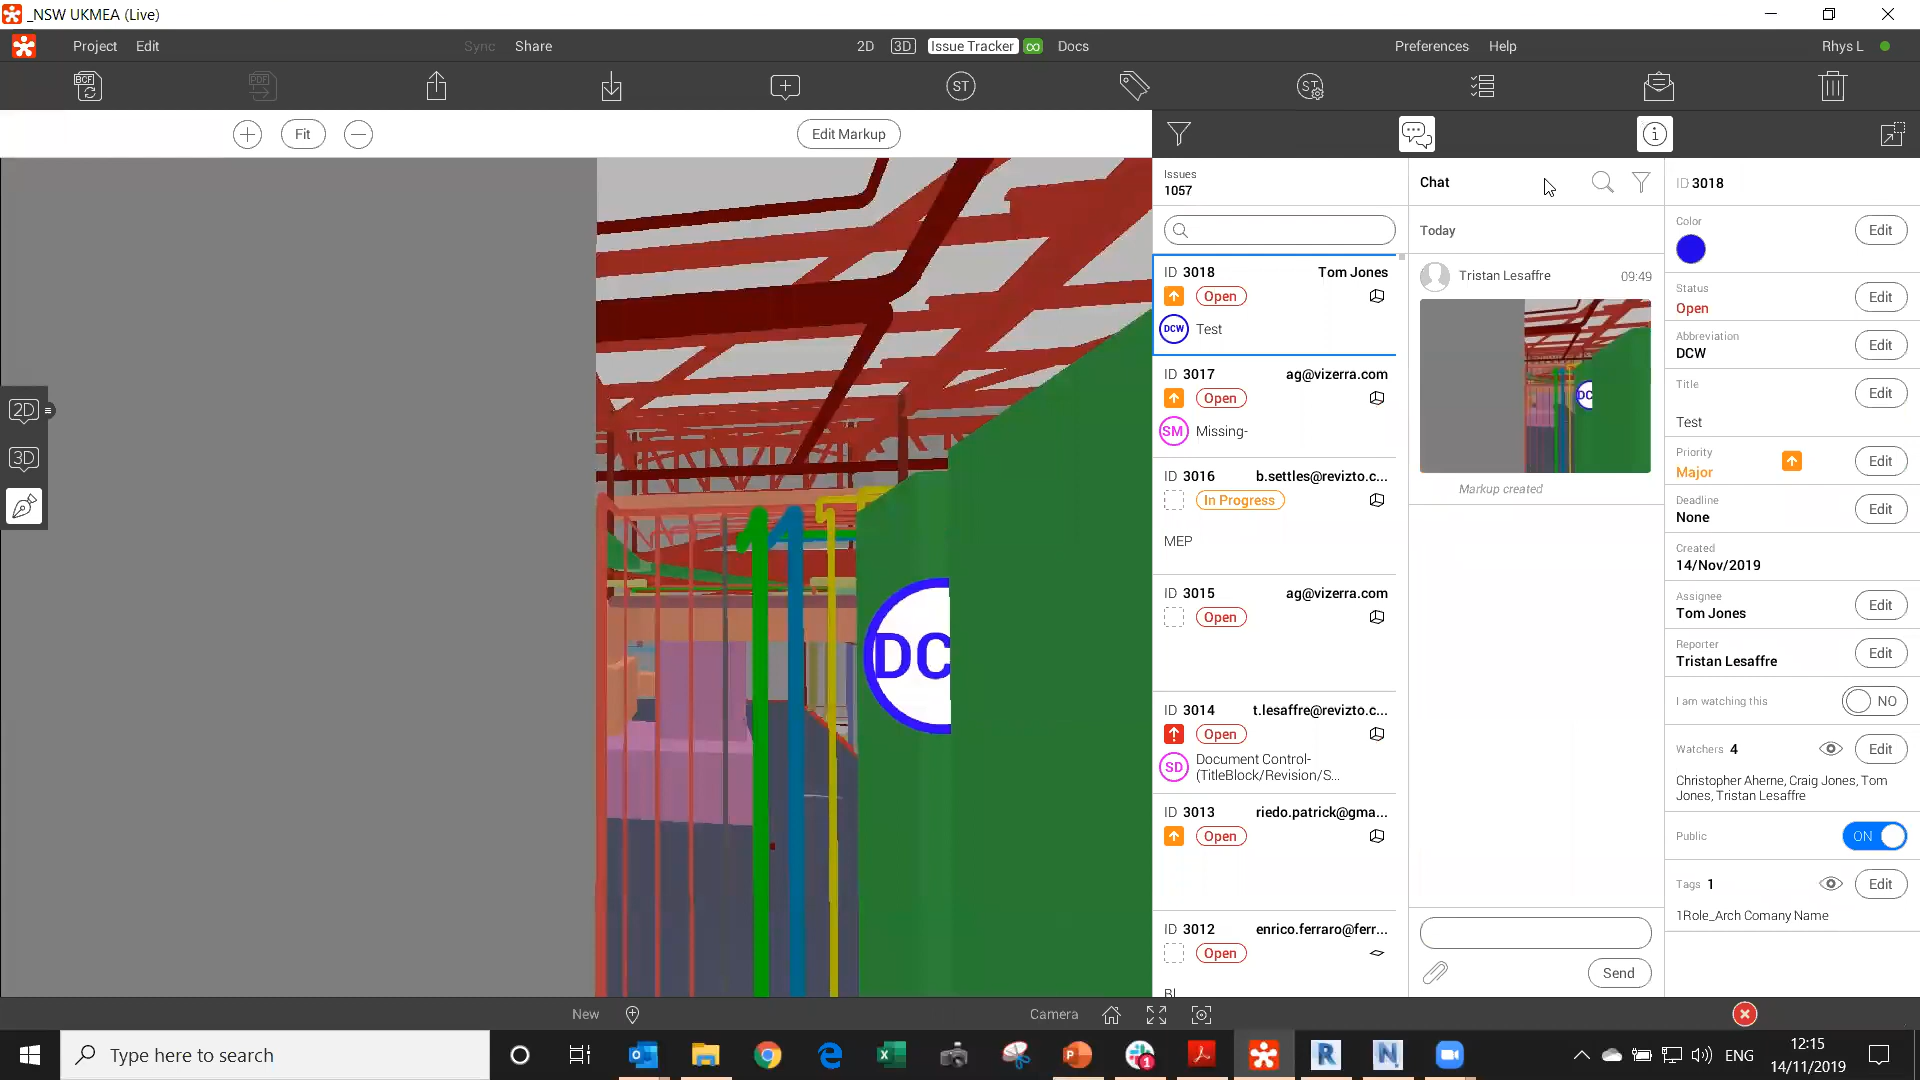 _NSW UKMEA (Live)
Project Edit Sync Share 2D 3D Issue Tracker Docs Preferences Help Rhys L
BCF PDF ST ST
Fit Edit Markup
Issues
1057
ID 3018 Tom Jones
Open
DCW Test
ID 3017 ag@vizerra.com
Open
SM Missing-
ID 3016 b.settles@revizto.c...
In Progress
MEP
ID 3015 ag@vizerra.com
Open
ID 3014 t.lesaffre@revizto.c...
Open
SD Document Control-
(TitleBlock/Revision/S...
ID 3013 riedo.patrick@gma...
Open
ID 3012 enrico.ferraro@ferr...
Open
Chat
Today
Tristan Lesaffre 09:49
DC
Markup created
Send
ID 3018
Color Edit
Status
Open Edit
Abbreviation
DCW Edit
Title Edit
Test
Priority
Major Edit
Deadline
None Edit
Created
14/Nov/2019
Assignee
Tom Jones Edit
Reporter
Tristan Lesaffre Edit
I am watching this NO
Watchers 4 Edit
Christopher Aherne, Craig Jones, Tom
Jones, Tristan Lesaffre
Public ON
Tags 1 Edit
1Role_Arch Comany Name
2D
3D
DC
New Camera
Type here to search
1
ENG
12:15
14/11/2019